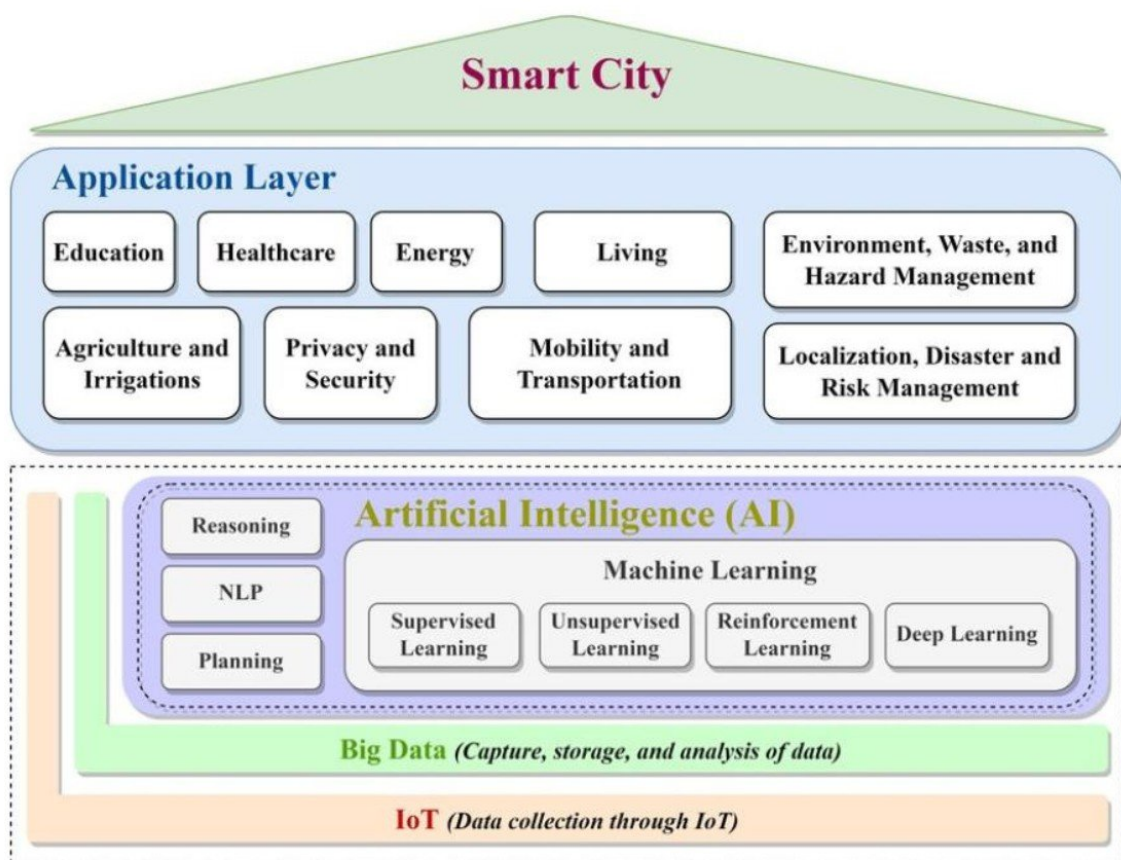 Smart City
Application Layer
Education
Healthcare
Energy
Living
Environment, Waste, and
Hazard Management
Agriculture and
Irrigations
Privacy and
Security
Mobility and
Transportation
Localization, Disaster and
Risk Management
Artificial Intelligence (AI)
Reasoning
NLP
Planning
Machine Learning
Supervised
Learning
Unsupervised
Learning
Reinforcement
Learning
Deep Learning
Big Data (Capture, storage, and analysis of data)
IoT (Data collection through IoT)